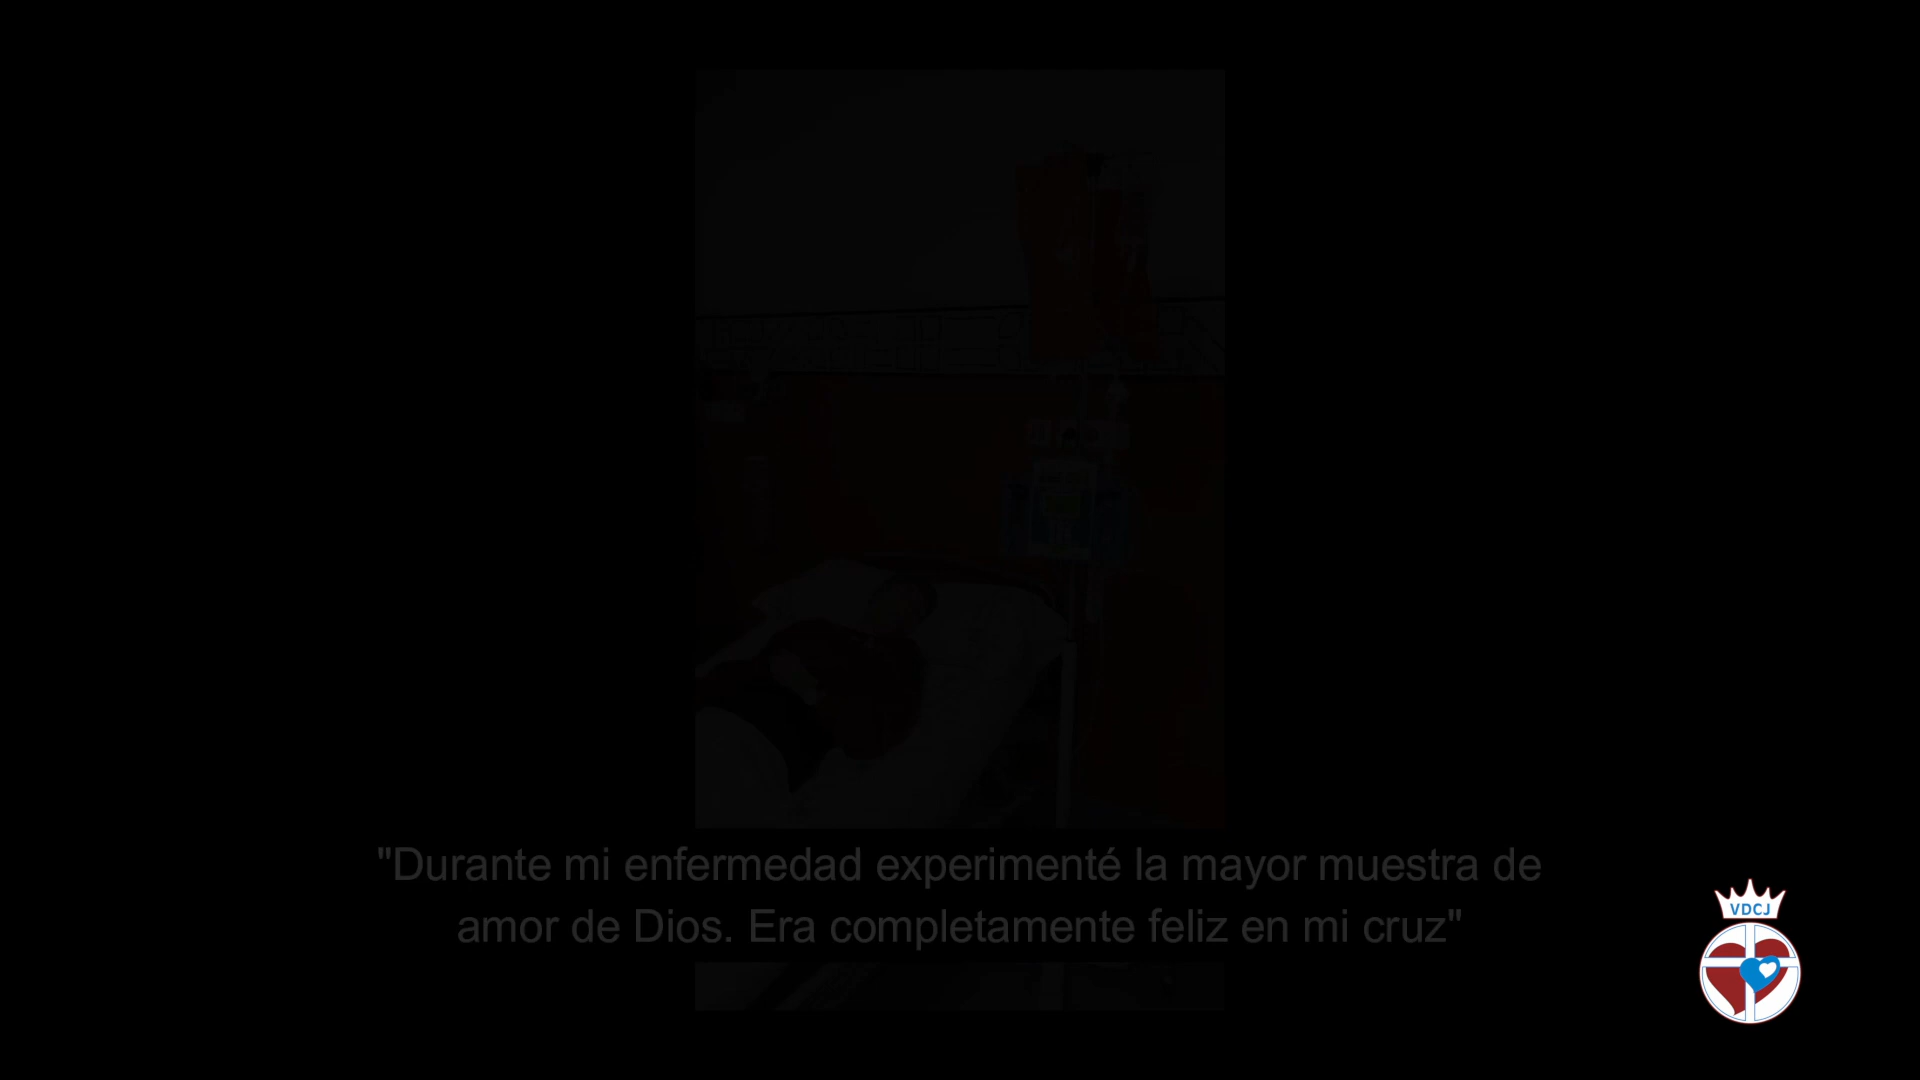 "Durante mi enfermedad experimenté la mayor muestra de
amor de Dios. Era completamente feliz en mi cruz"
VDCJ